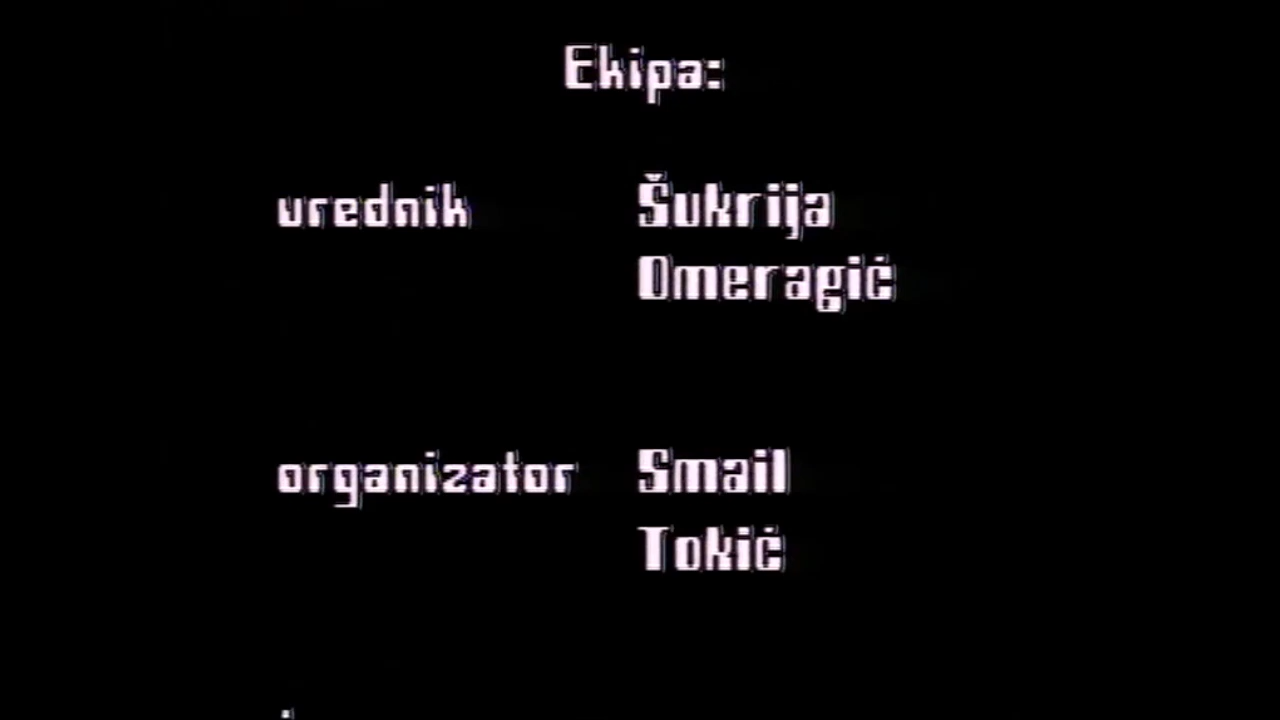 Ekipa:
urednik Šukrija
Omeragić
organizator Smail
Tokić